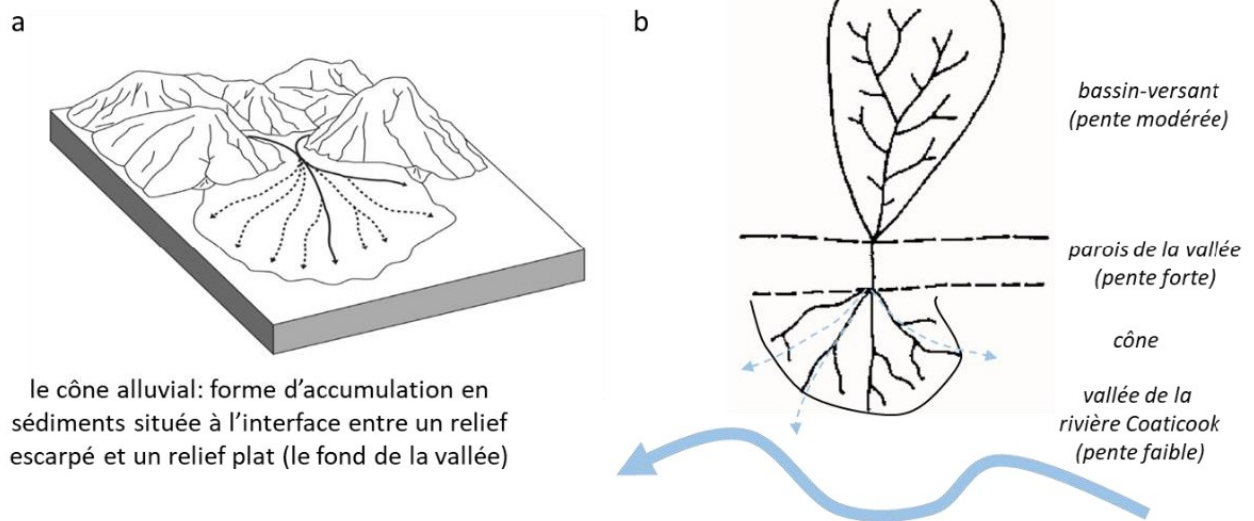 a
le cône alluvial: forme d’accumulation en
sédiments située à l’interface entre un relief
escarpé et un relief plat (le fond de la vallée)
b
bassin-versant
(pente modérée)
parois de la vallée
(pente forte)
cône
vallée de la
rivière Coaticook
(pente faible)